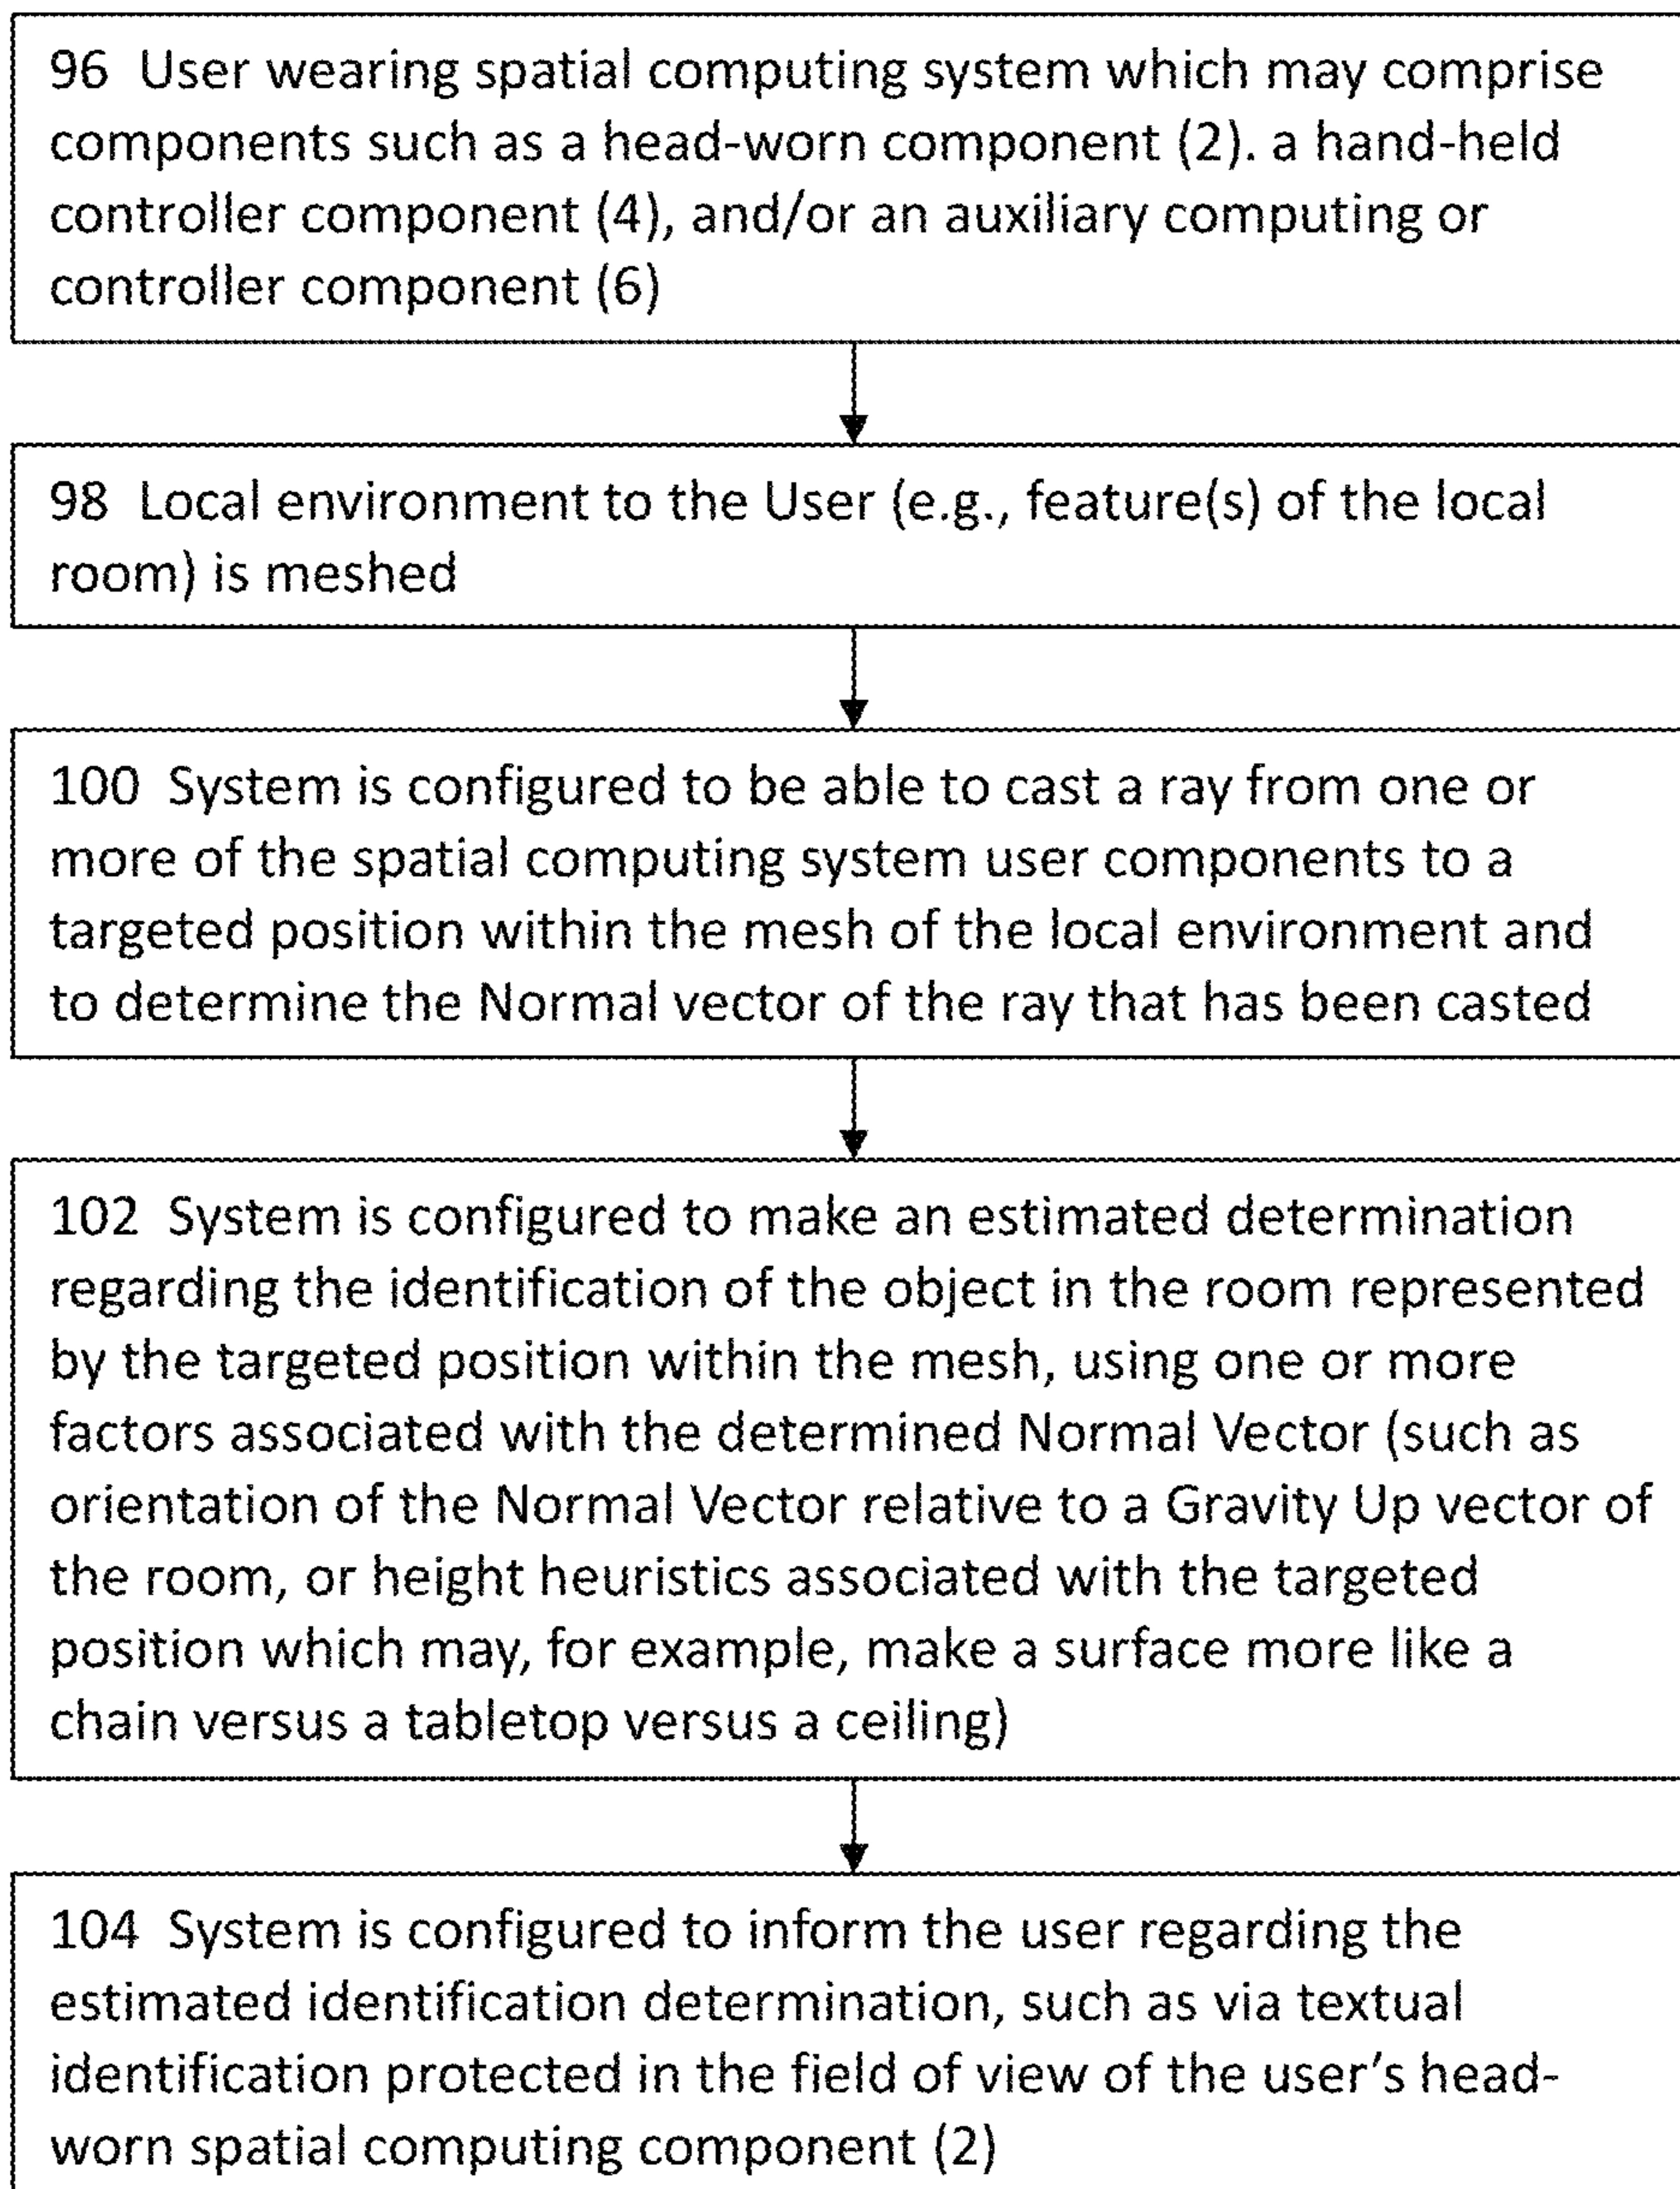 96  User wearing spatial computing system which may comprise
components such as a head-worn component (2). a hand-held
controller component (4), and/or an auxiliary computing or
controller component (6)
98  Local environment to the User (e.g., feature(s) of the local
room) is meshed
100  System is configured to be able to cast a ray from one or
more of the spatial computing system user components to a
targeted position within the mesh of the local environment and
to determine the Normal vector of the ray that has been casted
102  System is configured to make an estimated determination
regarding the identification of the object in the room represented
by the targeted position within the mesh, using one or more
factors associated with the determined Normal Vector (such as
orientation of the Normal Vector relative to a Gravity Up vector of
the room, or height heuristics associated with the targeted
position which may, for example, make a surface more like a
chain versus a tabletop versus a ceiling)
104  System is configured to inform the user regarding the
estimated identification determination, such as via textual
identification protected in the field of view of the user's head-
worn spatial computing component (2)